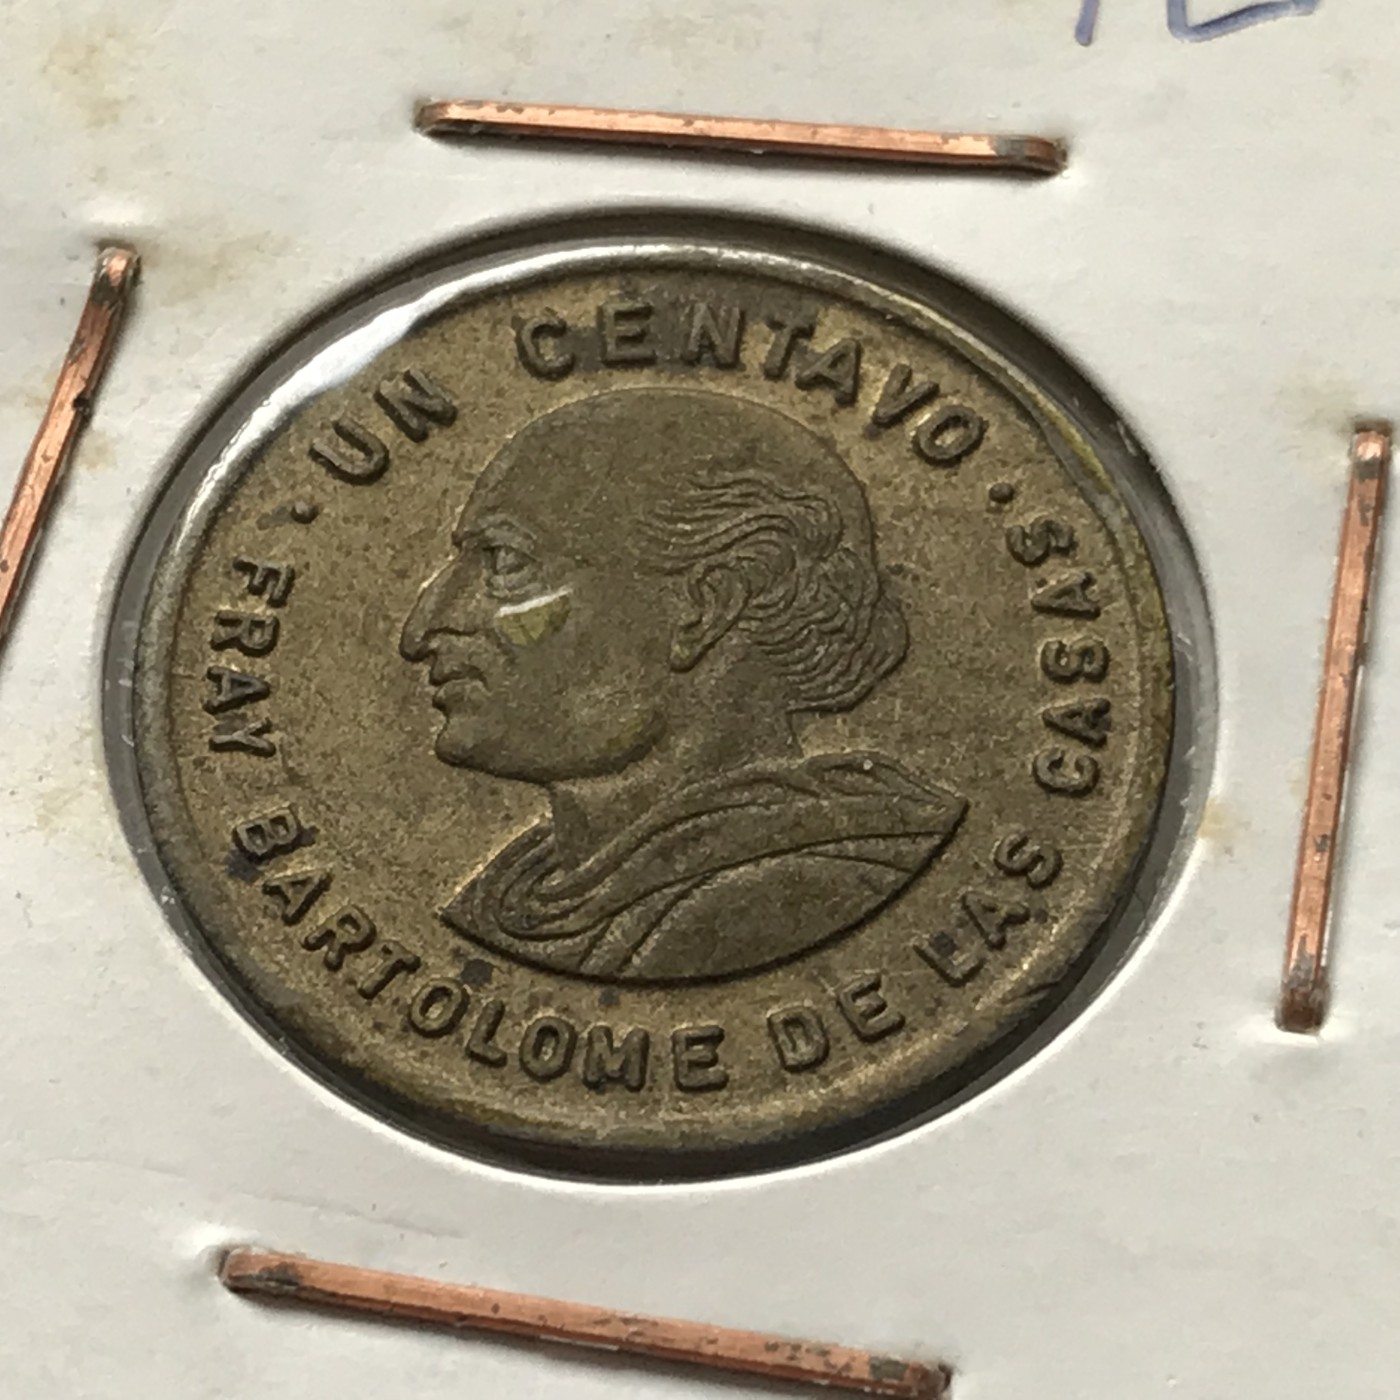 · UN CENTAVO ·
FRAY BARTOLOME DE LAS CASAS